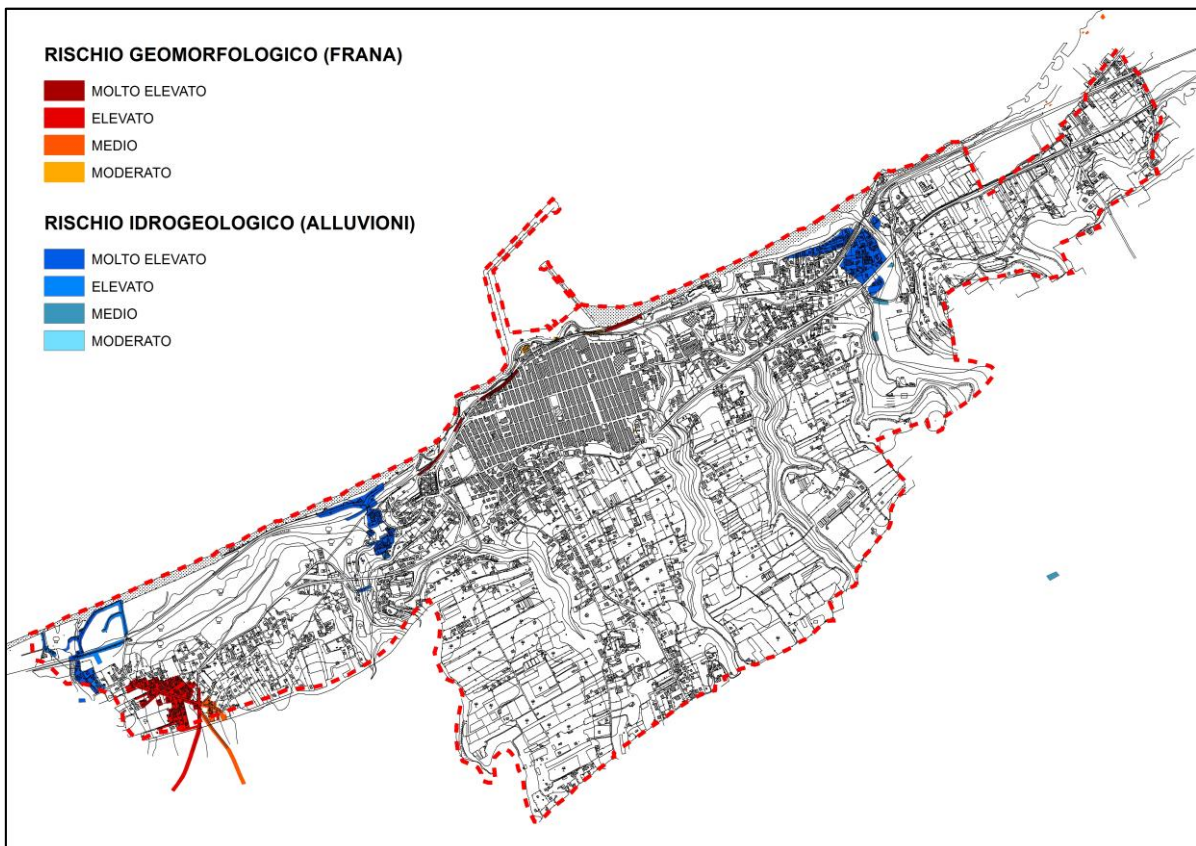 RISCHIO GEOMORFOLOGICO (FRANA)
MOLTO ELEVATO
ELEVATO
MEDIO
MODERATO
RISCHIO IDROGEOLOGICO (ALLUVIONI)
MOLTO ELEVATO
ELEVATO
MEDIO
MODERATO